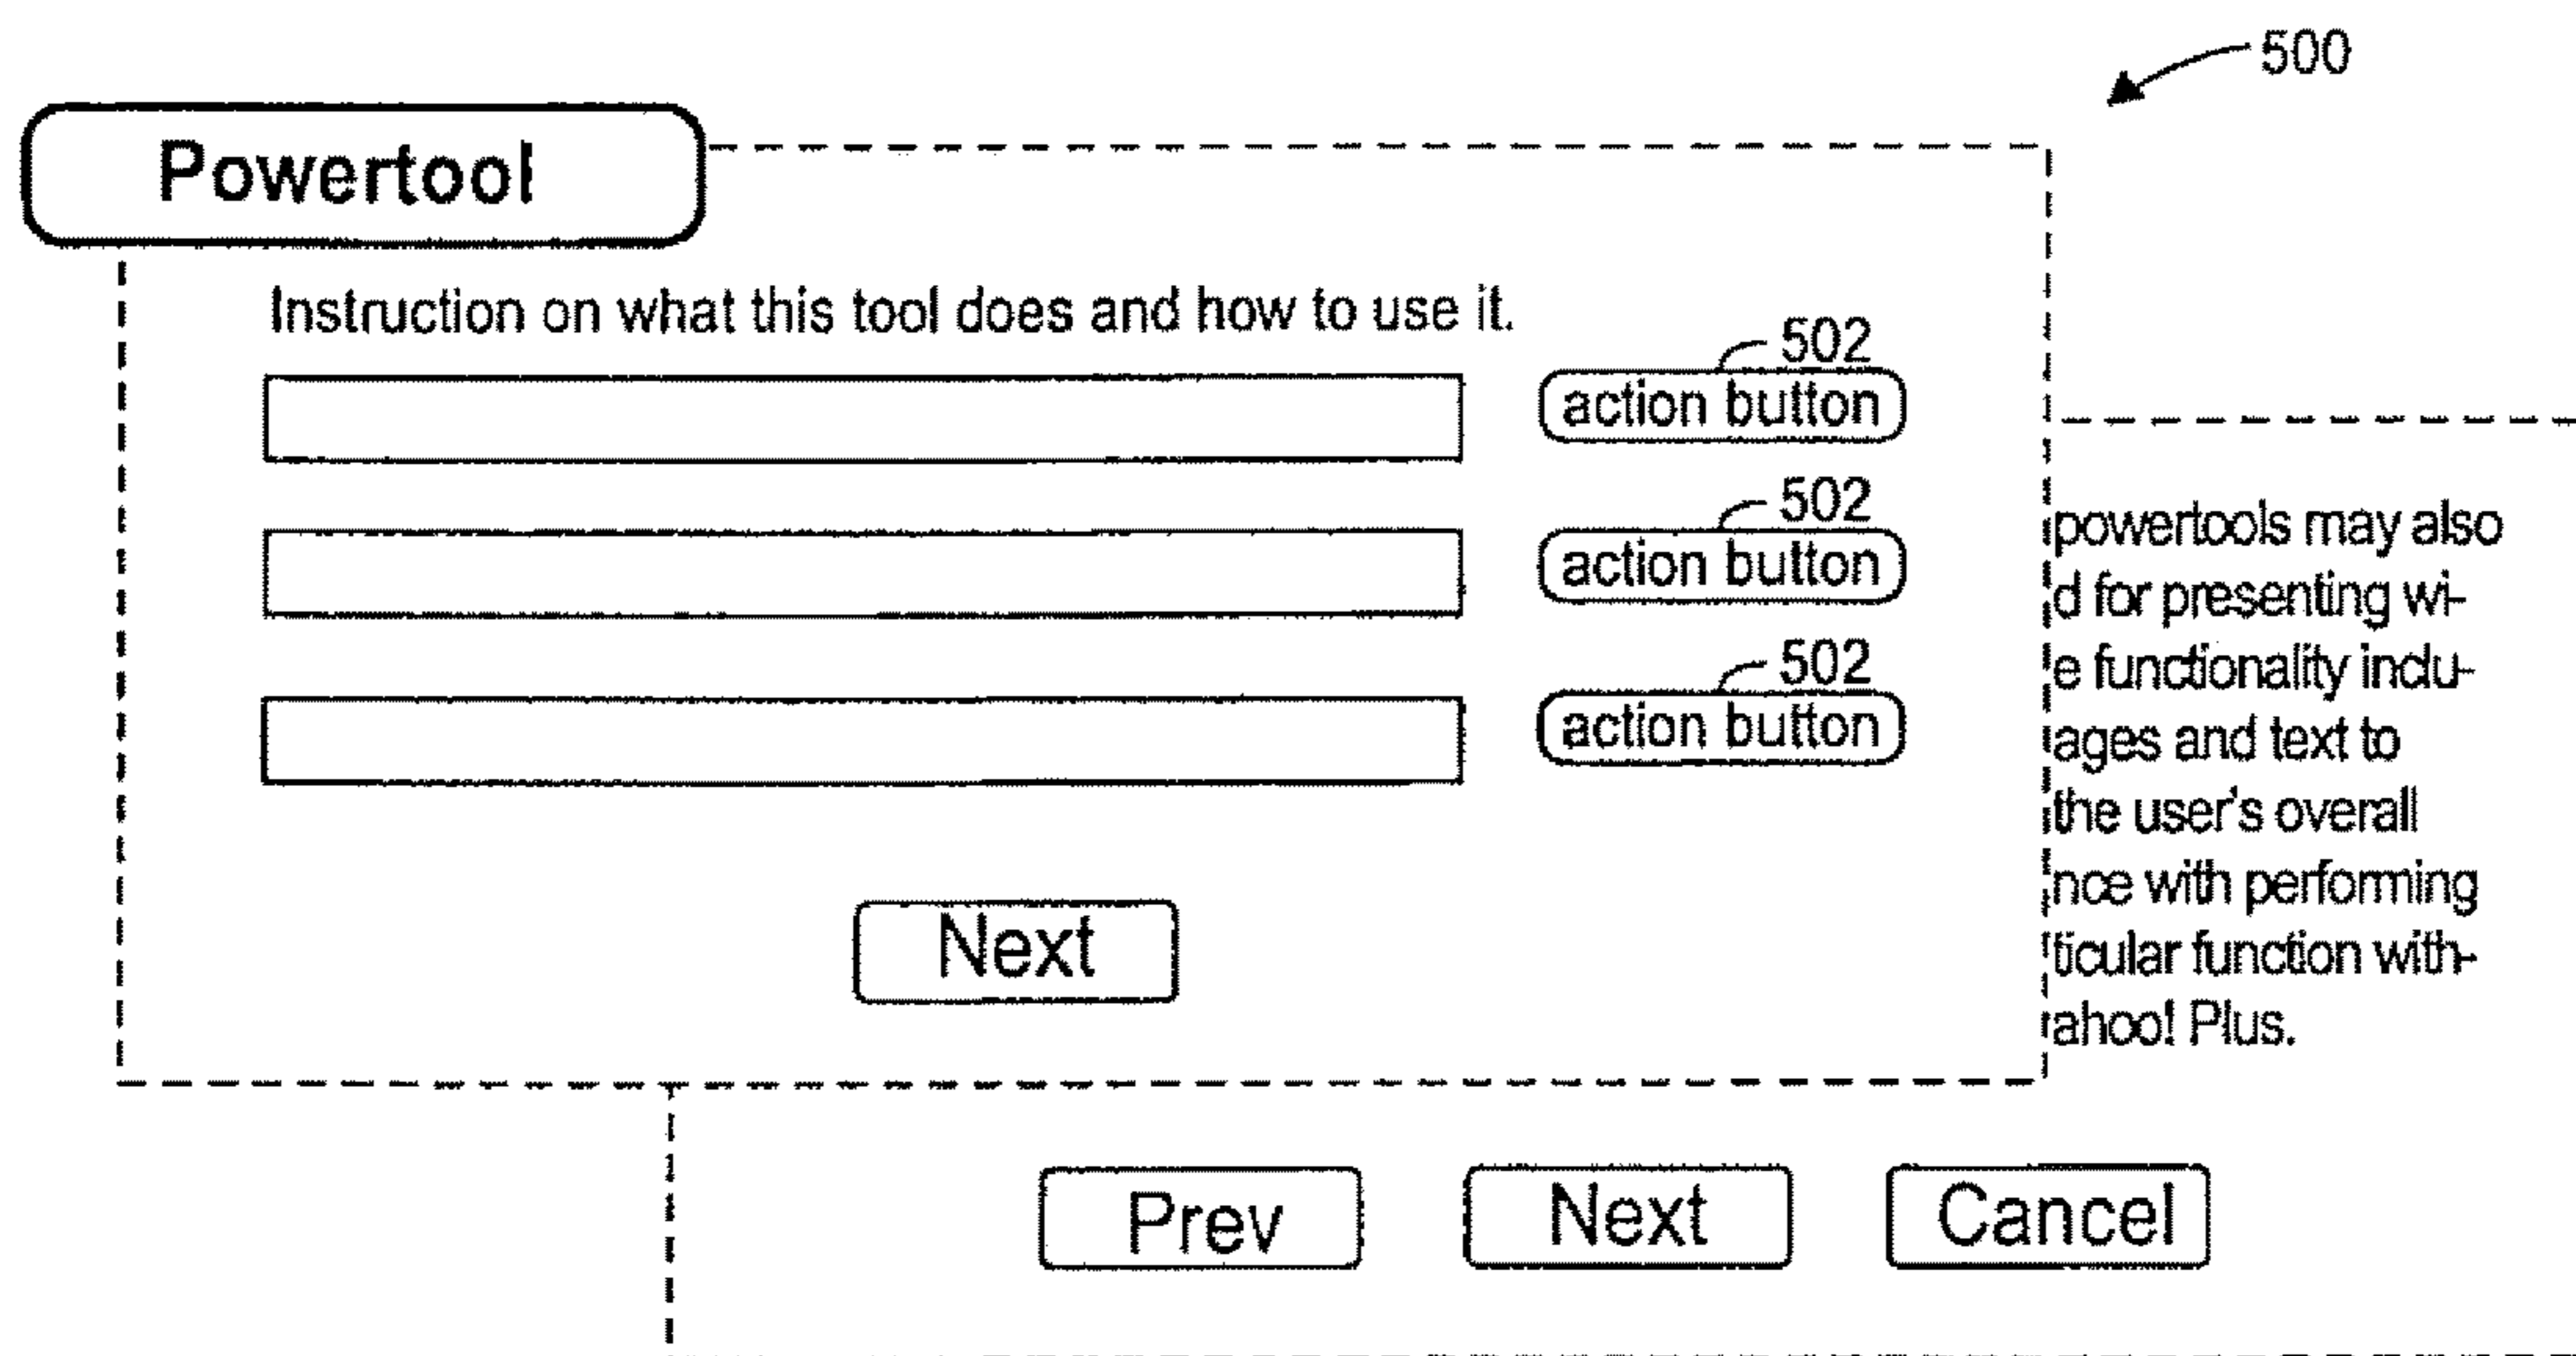 500
Powertool
Instruction on what this tool does and how to use it.
502
action button
502
action button
502
action button
Next
powertools may also
d for presenting wi-
e functionality inclu-
ages and text to
the user's overall
nce with performing
ticular function with-
ahoo! Plus.
Prev
Next
Cancel